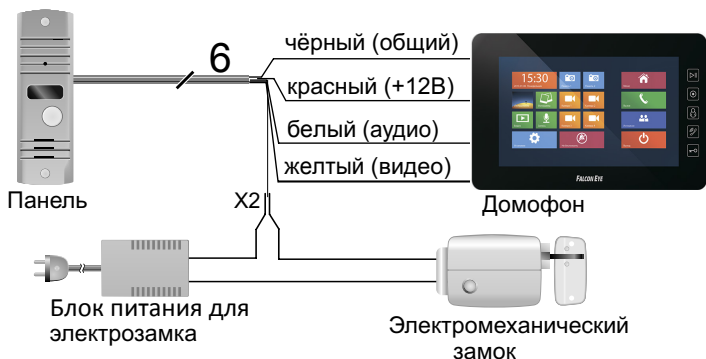 6
чёрный (общий)
красный (+12В)
белый (аудио)
желтый (видео)
15:30
FALCON EYE
Панель
X2
Домофон
Блок питания для
электрозамка
Электромеханический
замок